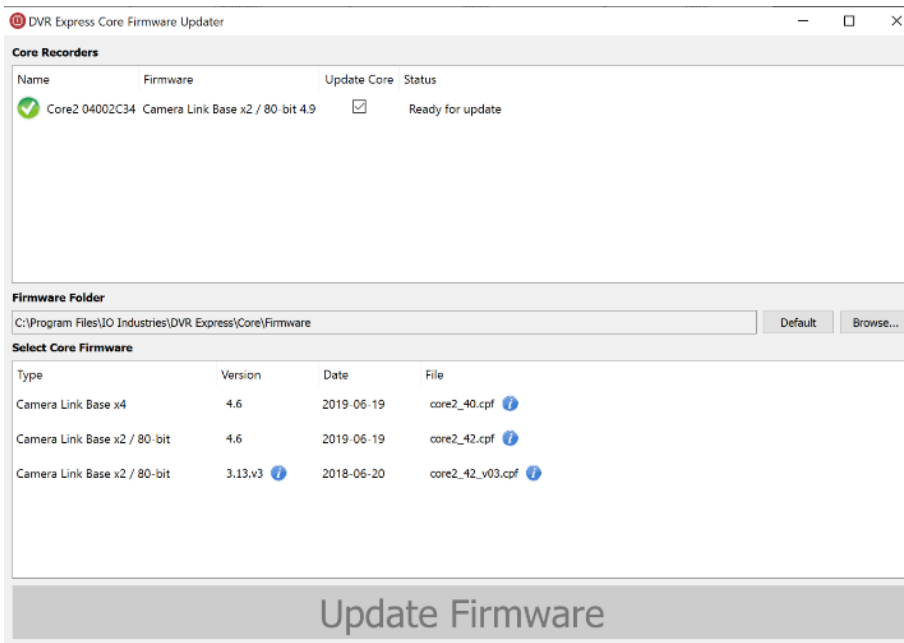 DVR Express Core Firmware Updater
Core Recorders
Name Firmware Update Core Status
Core2 04002C34 Camera Link Base x2 / 80-bit 4.9 Ready for update
Firmware Folder
C:\Program Files\IO Industries\DVR Express\Core\Firmware Default Browse...
Select Core Firmware
Type Version Date File
Camera Link Base x4 4.6 2019-06-19 core2_40.cpf
Camera Link Base x2 / 80-bit 4.6 2019-06-19 core2_42.cpf
Camera Link Base x2 / 80-bit 3.13.v3 2018-06-20 core2_42_v03.cpf
Update Firmware